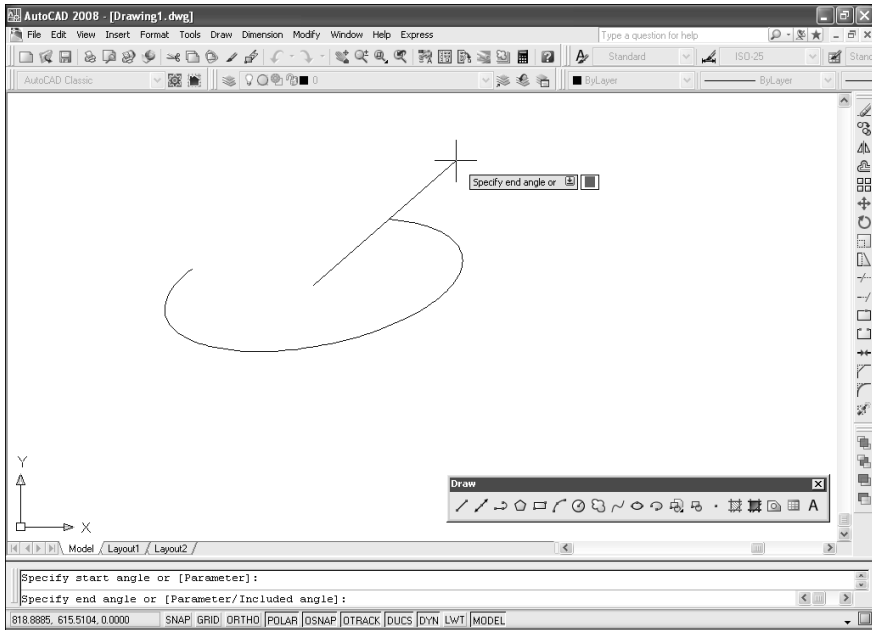 AutoCAD 2008 - [Drawing1.dwg]
File Edit View Insert Format Tools Draw Dimension Modify Window Help Express
Type a question for help
Standard
ISO-25
Stanc
AutoCAD Classic
0
ByLayer
ByLayer
Specify end angle or
Draw
A
Y
X
Model Layout1 Layout2
Specify start angle or [Parameter]:
Specify end angle or [Parameter/Included angle]:
818.8885, 615.5104, 0.0000
SNAP GRID ORTHO POLAR OSNAP OTRACK DUCS DYN LWT MODEL